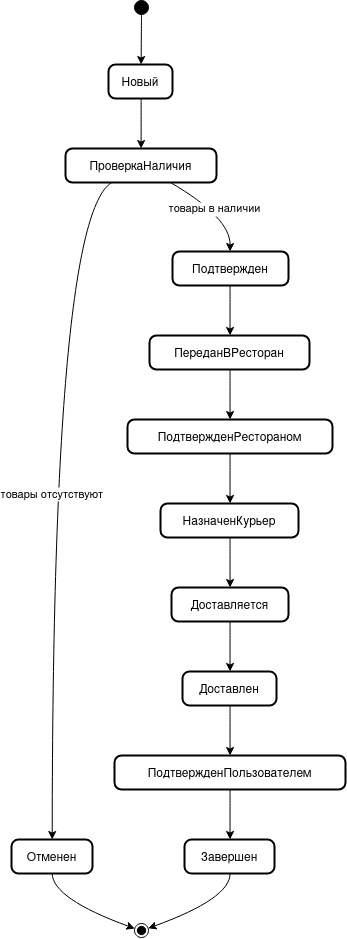 Новый
ПроверкаНаличия
товары в наличии
Подтвержден
ПереданВРесторан
ПодтвержденРестораном
товары отсутствуют
НазначенКурьер
Доставляется
Доставлен
ПодтвержденПользователем
Отменен
Завершен